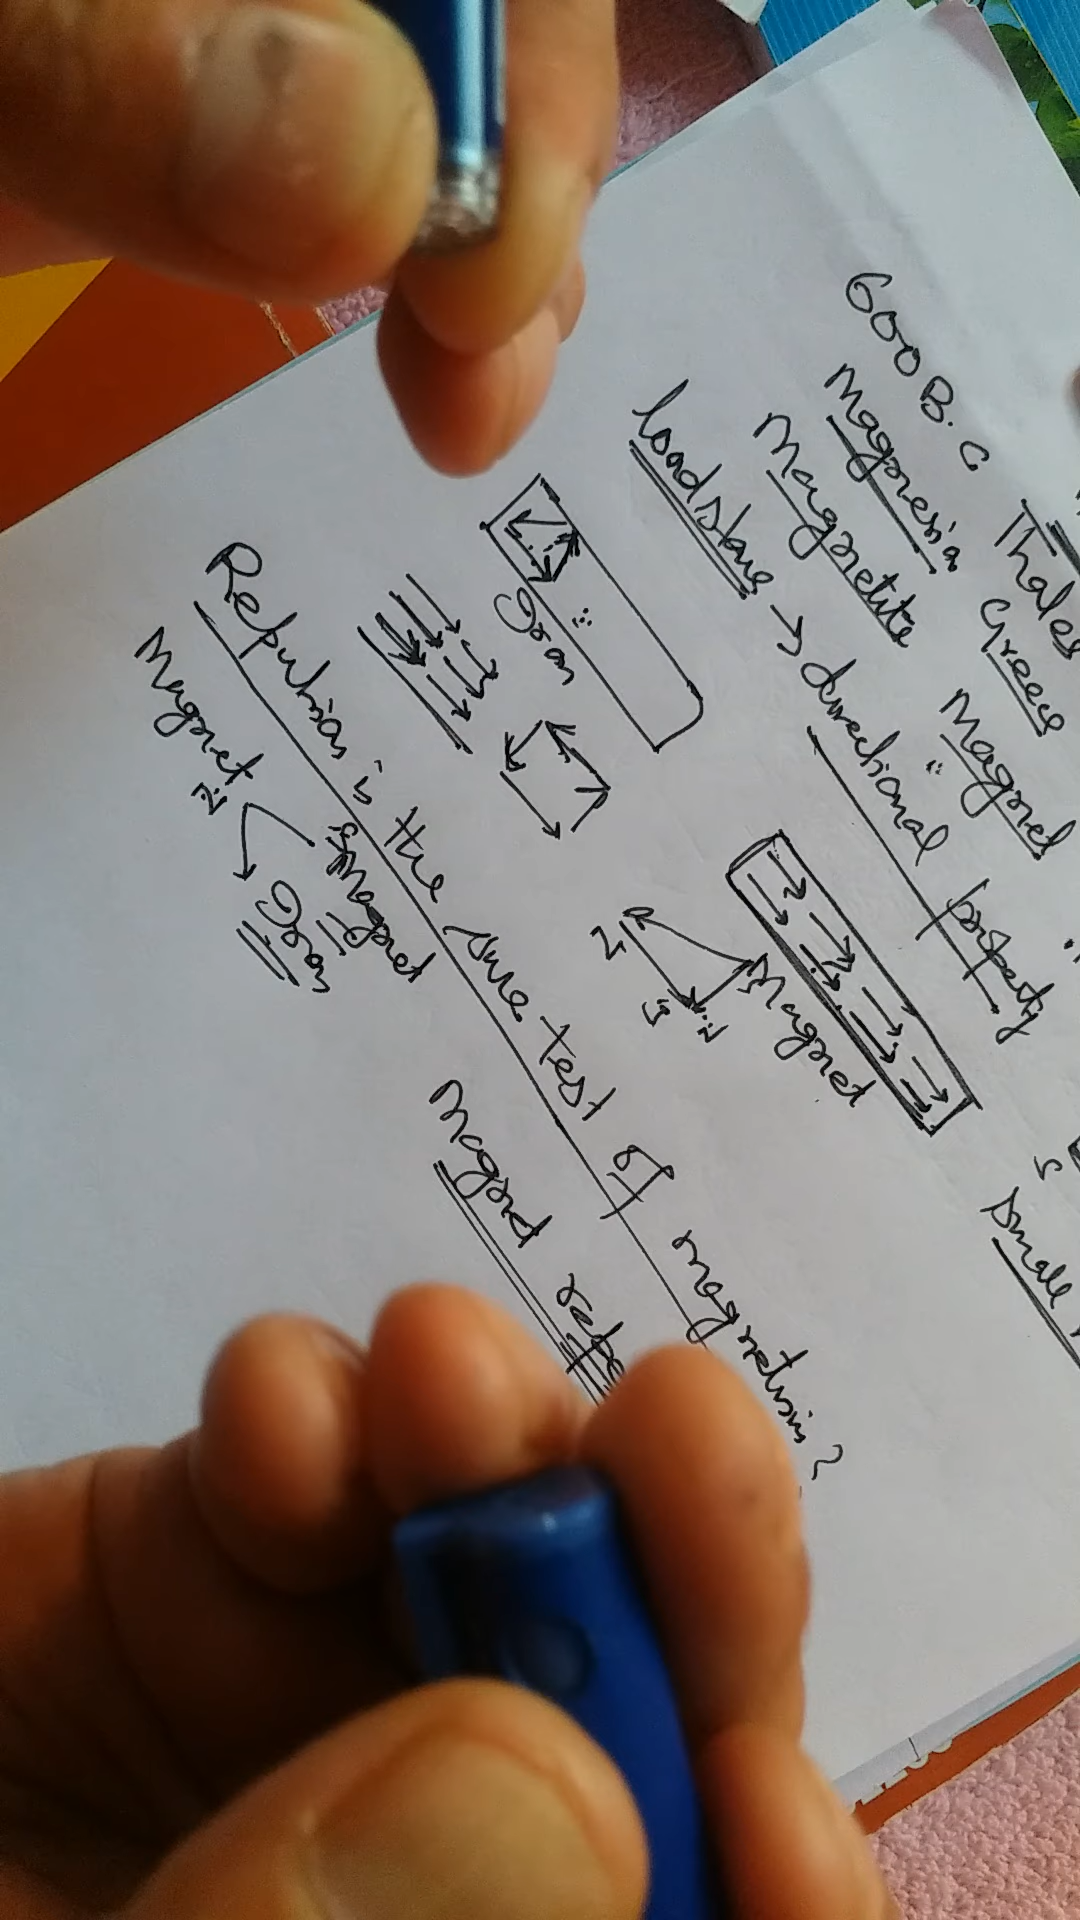 600 B.C Thales
Magnesia Greece
Magnetite Magnet
loadstone → directional property
Small
Iron
Magnet
N S N S
Repulsion is the sure test of magnetism?
Magnet N S Magnet
Iron
Magnet repe
S